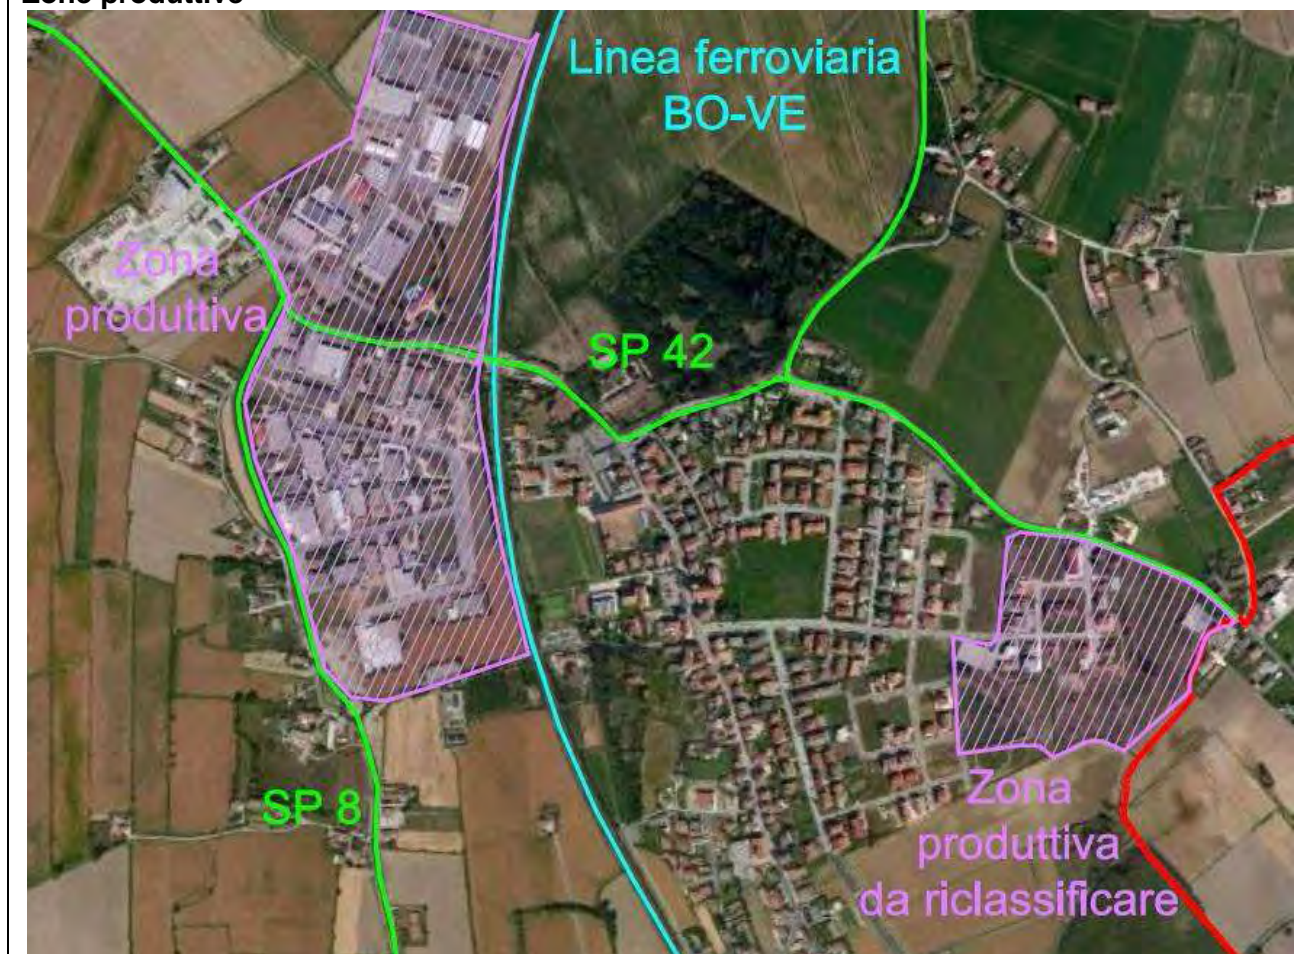 Zone produttive
Linea ferroviaria
BO-VE
Zona
produttiva
SP 42
SP 8
Zona
produttiva
da riclassificare